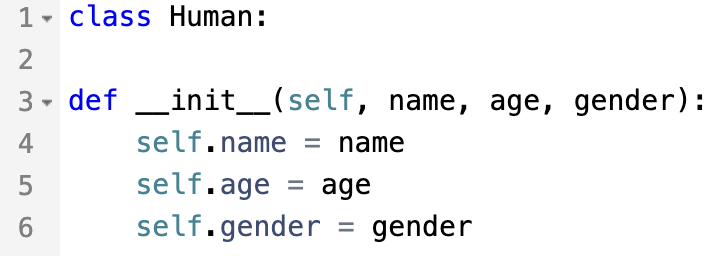 1 class Human:
2
3 def __init__(self, name, age, gender):
4     self.name = name
5     self.age = age
6     self.gender = gender